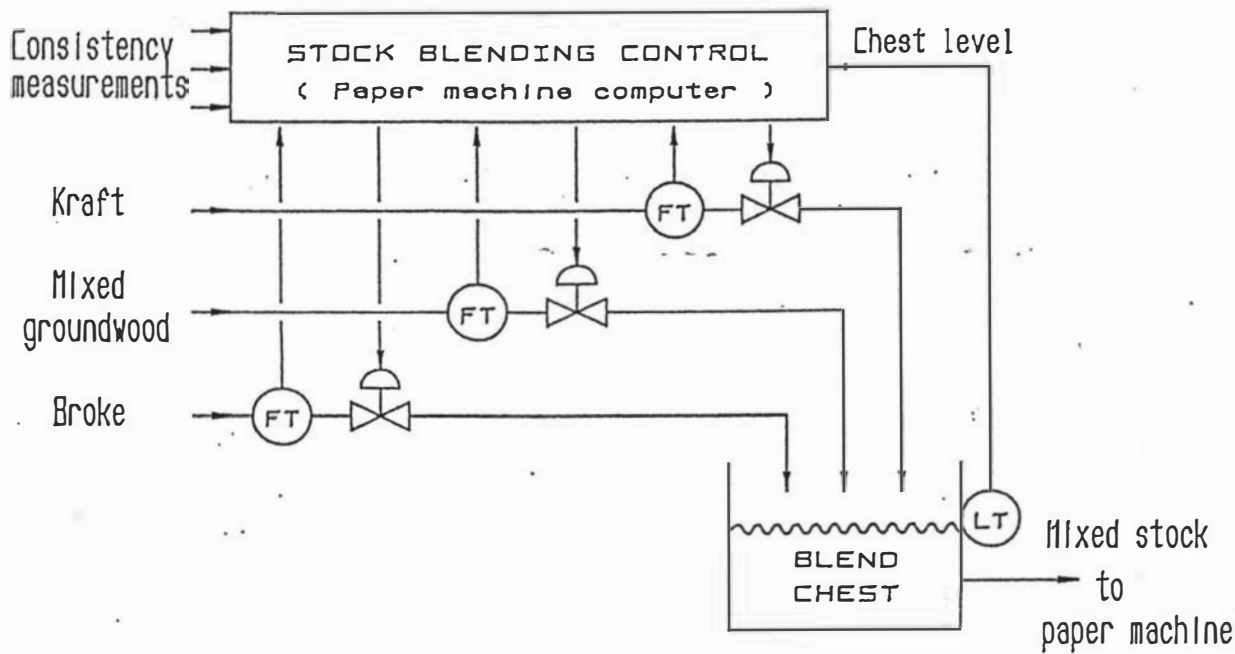 Consistency
measurements
STOCK BLENDING CONTROL
( Paper machine computer )
Chest level
Kraft
FT
Mixed
groundwood
FT
Broke
FT
LT
BLEND
CHEST
Mixed stock
to
paper machine